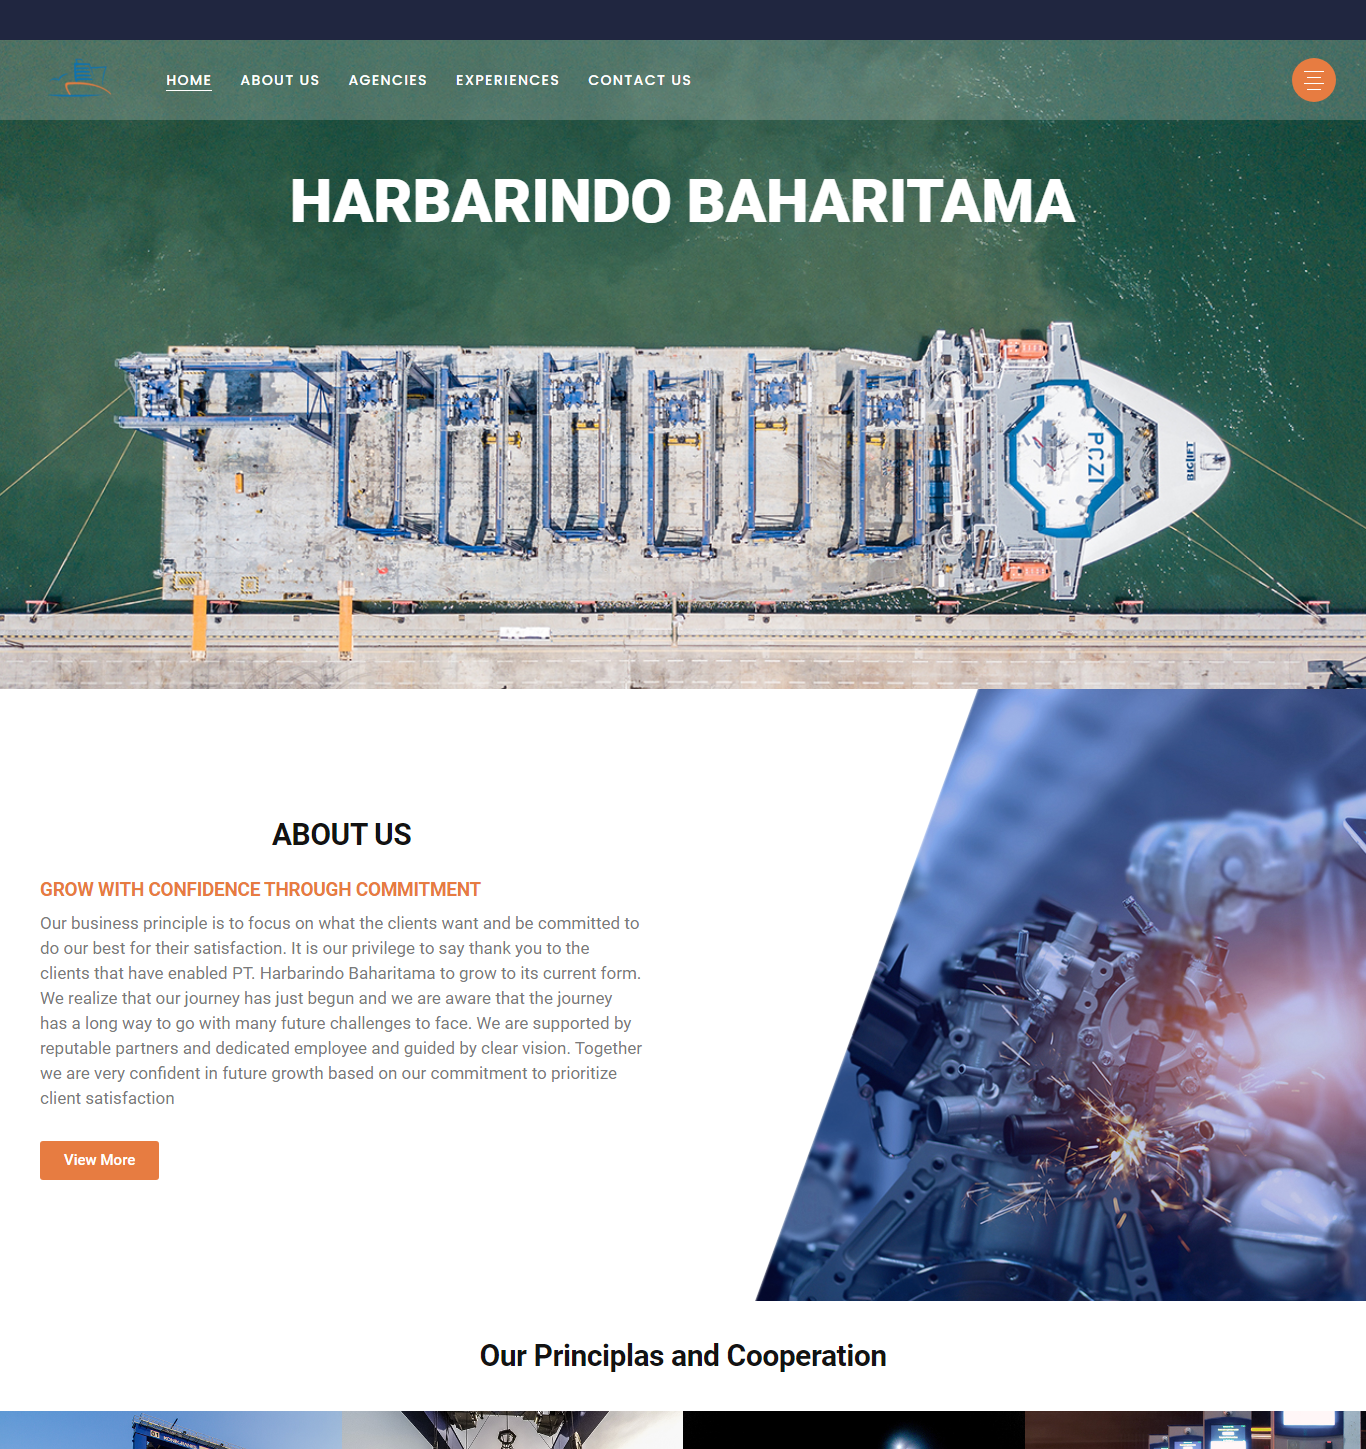 HOME ABOUT US AGENCIES EXPERIENCES CONTACT US
HARBARINDO BAHARITAMA
PCZI
BIGLIFT
ABOUT US
GROW WITH CONFIDENCE THROUGH COMMITMENT
Our business principle is to focus on what the clients want and be committed to
do our best for their satisfaction. It is our privilege to say thank you to the
clients that have enabled PT. Harbarindo Baharitama to grow to its current form.
We realize that our journey has just begun and we are aware that the journey
has a long way to go with many future challenges to face. We are supported by
reputable partners and dedicated employee and guided by clear vision. Together
we are very confident in future growth based on our commitment to prioritize
client satisfaction
View More
Our Principlas and Cooperation